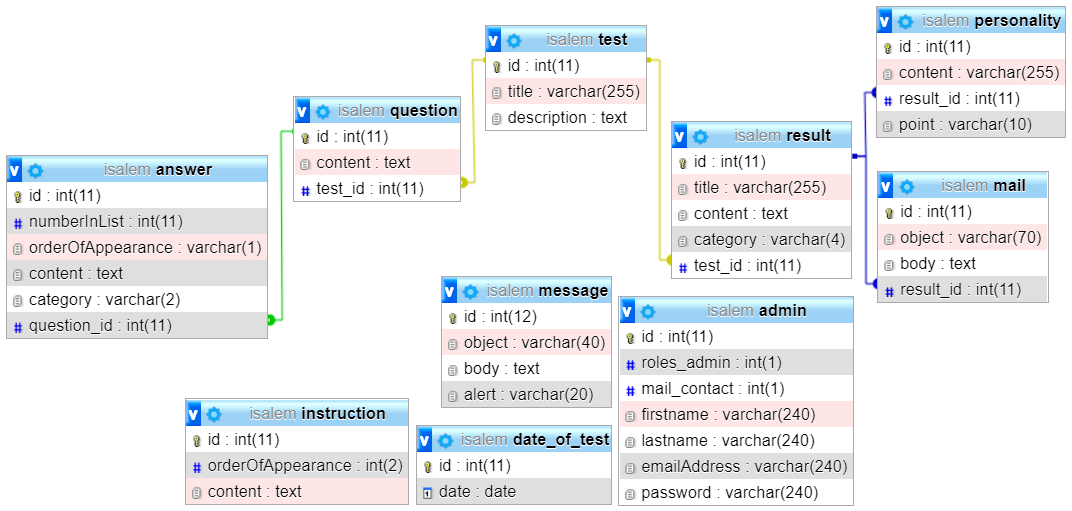 isalem answer
id : int(11)
numberInList : int(11)
orderOfAppearance : varchar(1)
content : text
category : varchar(2)
question_id : int(11)
isalem question
id : int(11)
content : text
test_id : int(11)
isalem test
id : int(11)
title : varchar(255)
description : text
isalem result
id : int(11)
title : varchar(255)
content : text
category : varchar(4)
test_id : int(11)
isalem personality
id : int(11)
content : varchar(255)
result_id : int(11)
point : varchar(10)
isalem mail
id : int(11)
object : varchar(70)
body : text
result_id : int(11)
isalem message
id : int(12)
object : varchar(40)
body : text
alert : varchar(20)
isalem admin
id : int(11)
roles_admin : int(1)
mail_contact : int(1)
firstname : varchar(240)
lastname : varchar(240)
emailAddress : varchar(240)
password : varchar(240)
isalem instruction
id : int(11)
orderOfAppearance : int(2)
content : text
isalem date_of_test
id : int(11)
date : date